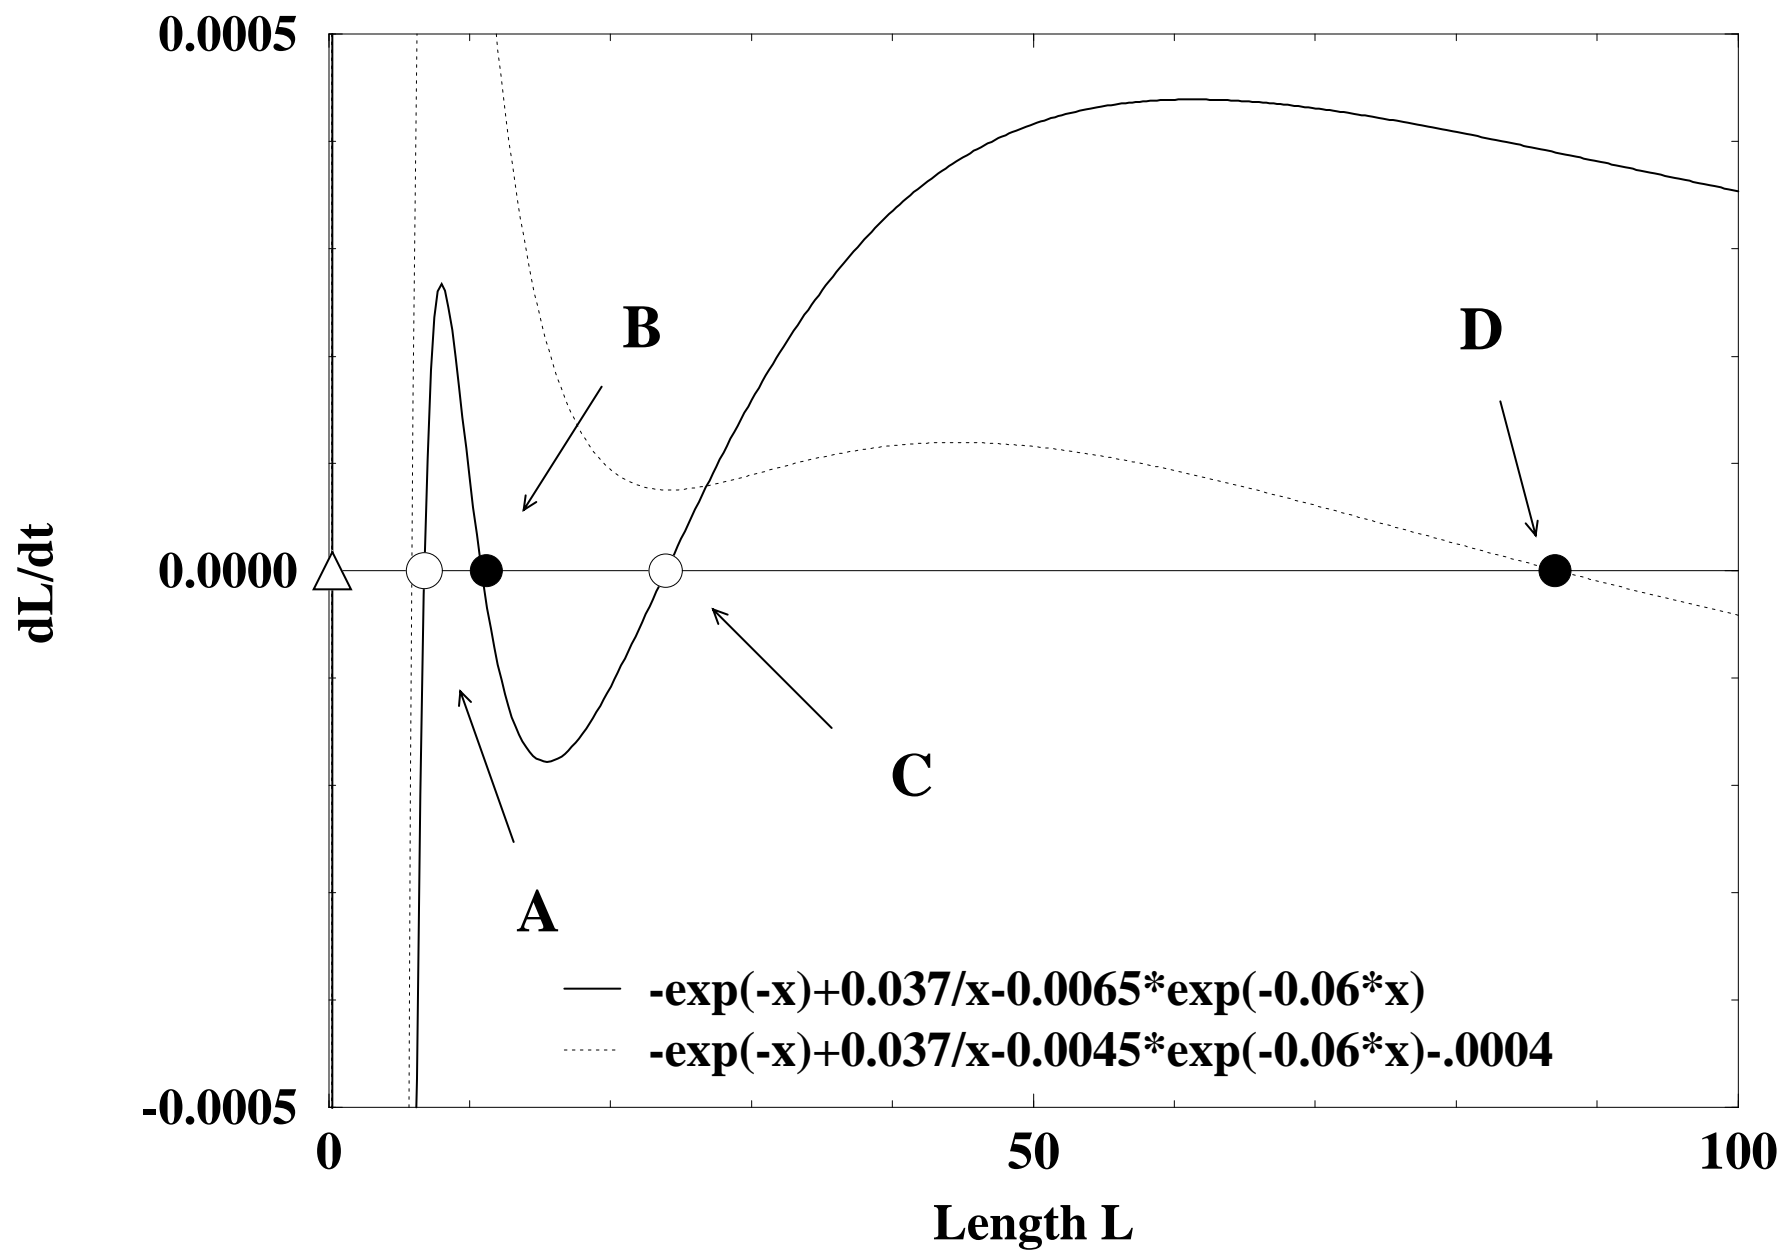 0.0005
B
D
dL/dt
0.0000
C
A
-exp(-x)+0.037/x-0.0065*exp(-0.06*x)
-exp(-x)+0.037/x-0.0045*exp(-0.06*x)-.0004
-0.0005
0 50 100
Length L